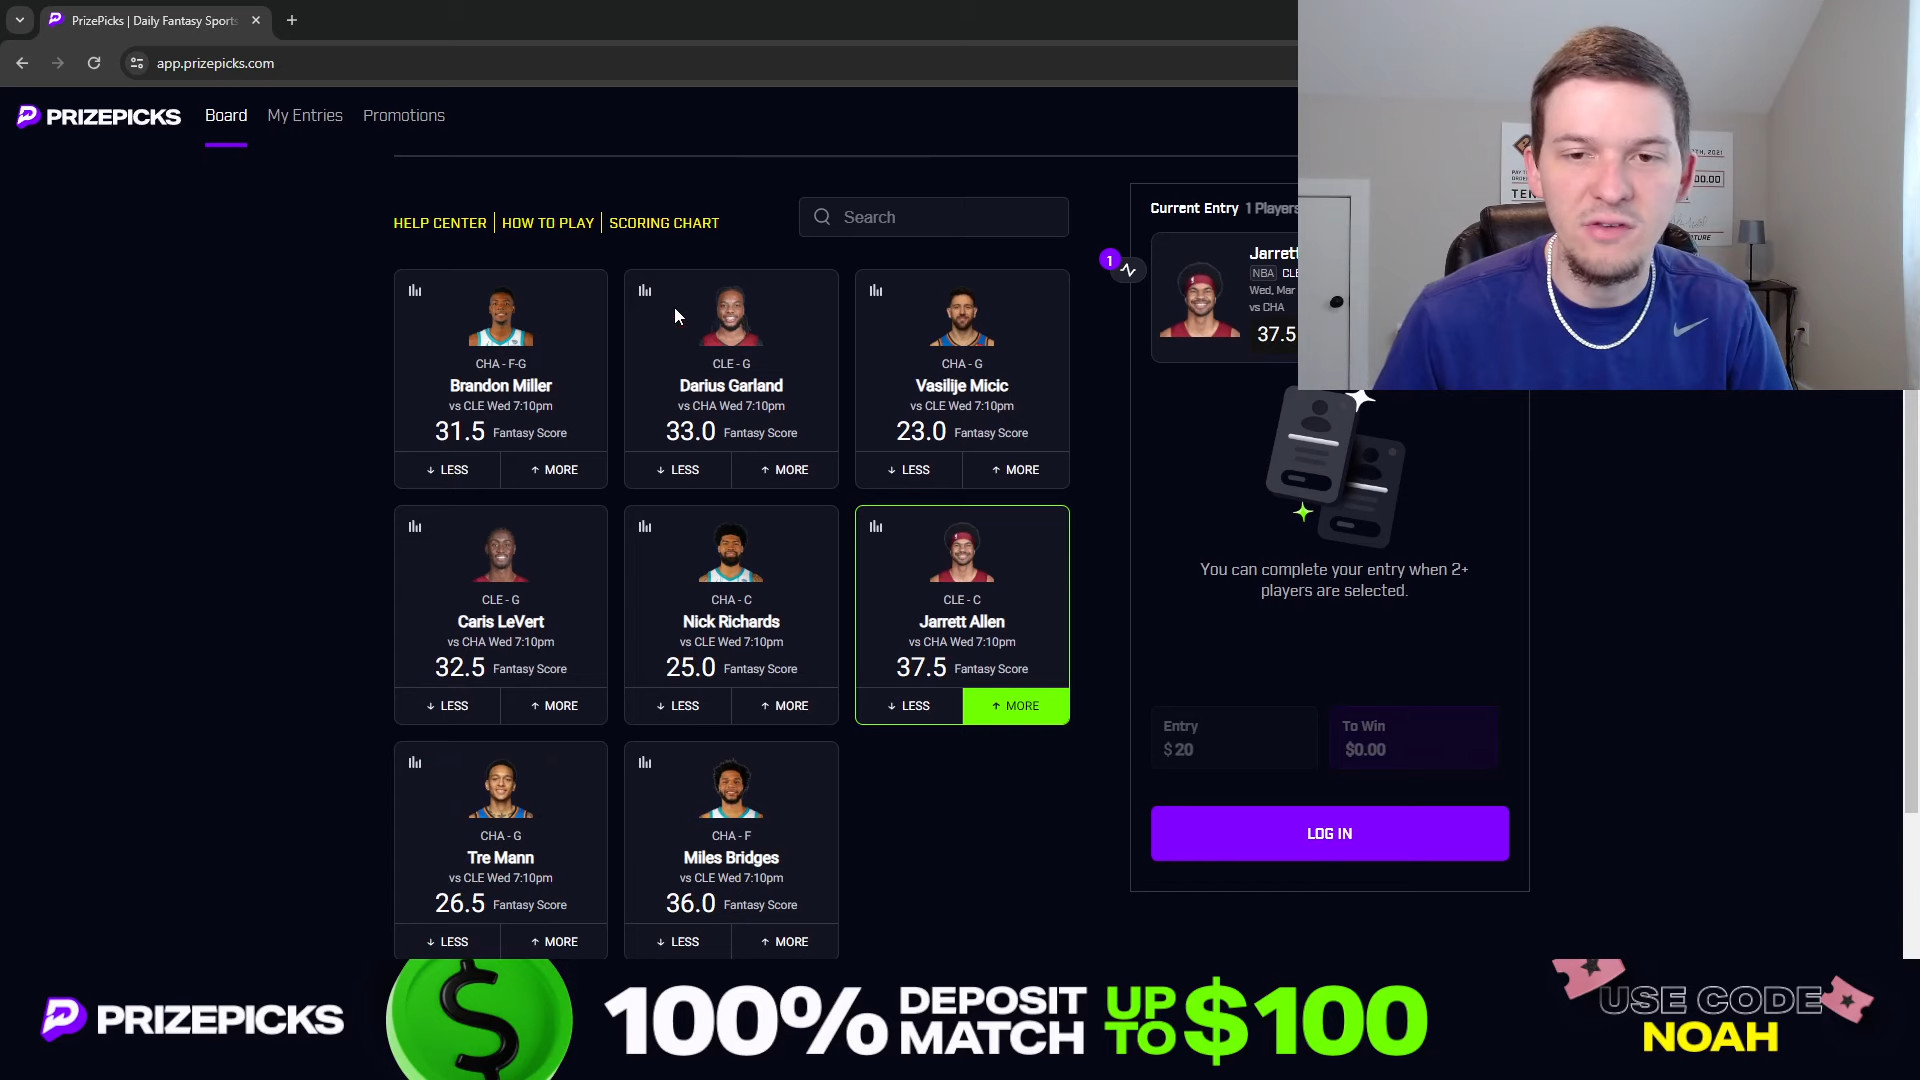 PrizePicks | Daily Fantasy Sports
app.prizepicks.com
PRIZEPICKS
Board
My Entries
Promotions
HELP CENTER | HOW TO PLAY | SCORING CHART
Search
CHA - F-G
Brandon Miller
vs CLE Wed 7:10pm
31.5 Fantasy Score
LESS
MORE
CLE - G
Darius Garland
vs CHA Wed 7:10pm
33.0 Fantasy Score
LESS
MORE
CHA - G
Vasilije Micic
vs CLE Wed 7:10pm
23.0 Fantasy Score
LESS
MORE
CLE - G
Caris LeVert
vs CHA Wed 7:10pm
32.5 Fantasy Score
LESS
MORE
CHA - C
Nick Richards
vs CLE Wed 7:10pm
25.0 Fantasy Score
LESS
MORE
CLE - C
Jarrett Allen
vs CHA Wed 7:10pm
37.5 Fantasy Score
LESS
MORE
CHA - G
Tre Mann
vs CLE Wed 7:10pm
26.5 Fantasy Score
LESS
MORE
CHA - F
Miles Bridges
vs CLE Wed 7:10pm
36.0 Fantasy Score
LESS
MORE
Current Entry 1 Players
1
Jarrett
NBA CLE
Wed, Mar
vs CHA
37.5
You can complete your entry when 2+
players are selected.
Entry
$ 20
To Win
$0.00
LOG IN
PRIZEPICKS
100% DEPOSIT MATCH UP TO $100
USE CODE
NOAH